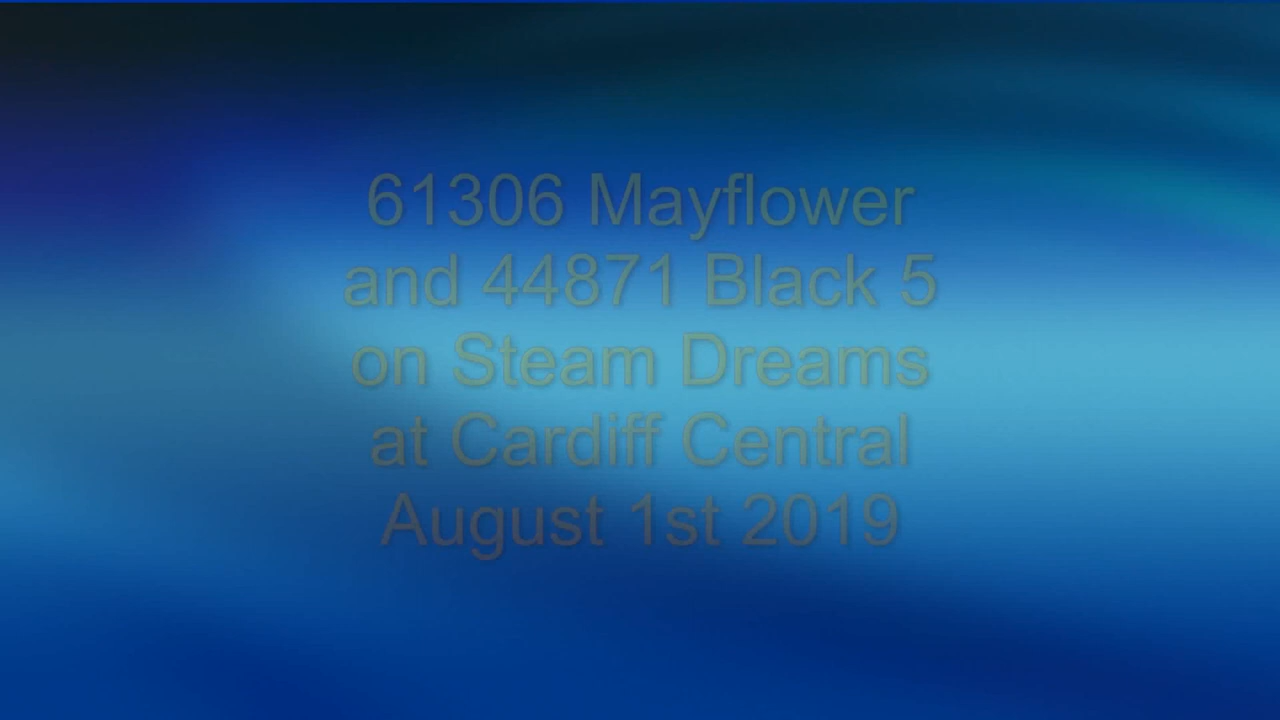 61306 Mayflower
and 44871 Black 5
on Steam Dreams
at Cardiff Central
August 1st 2019